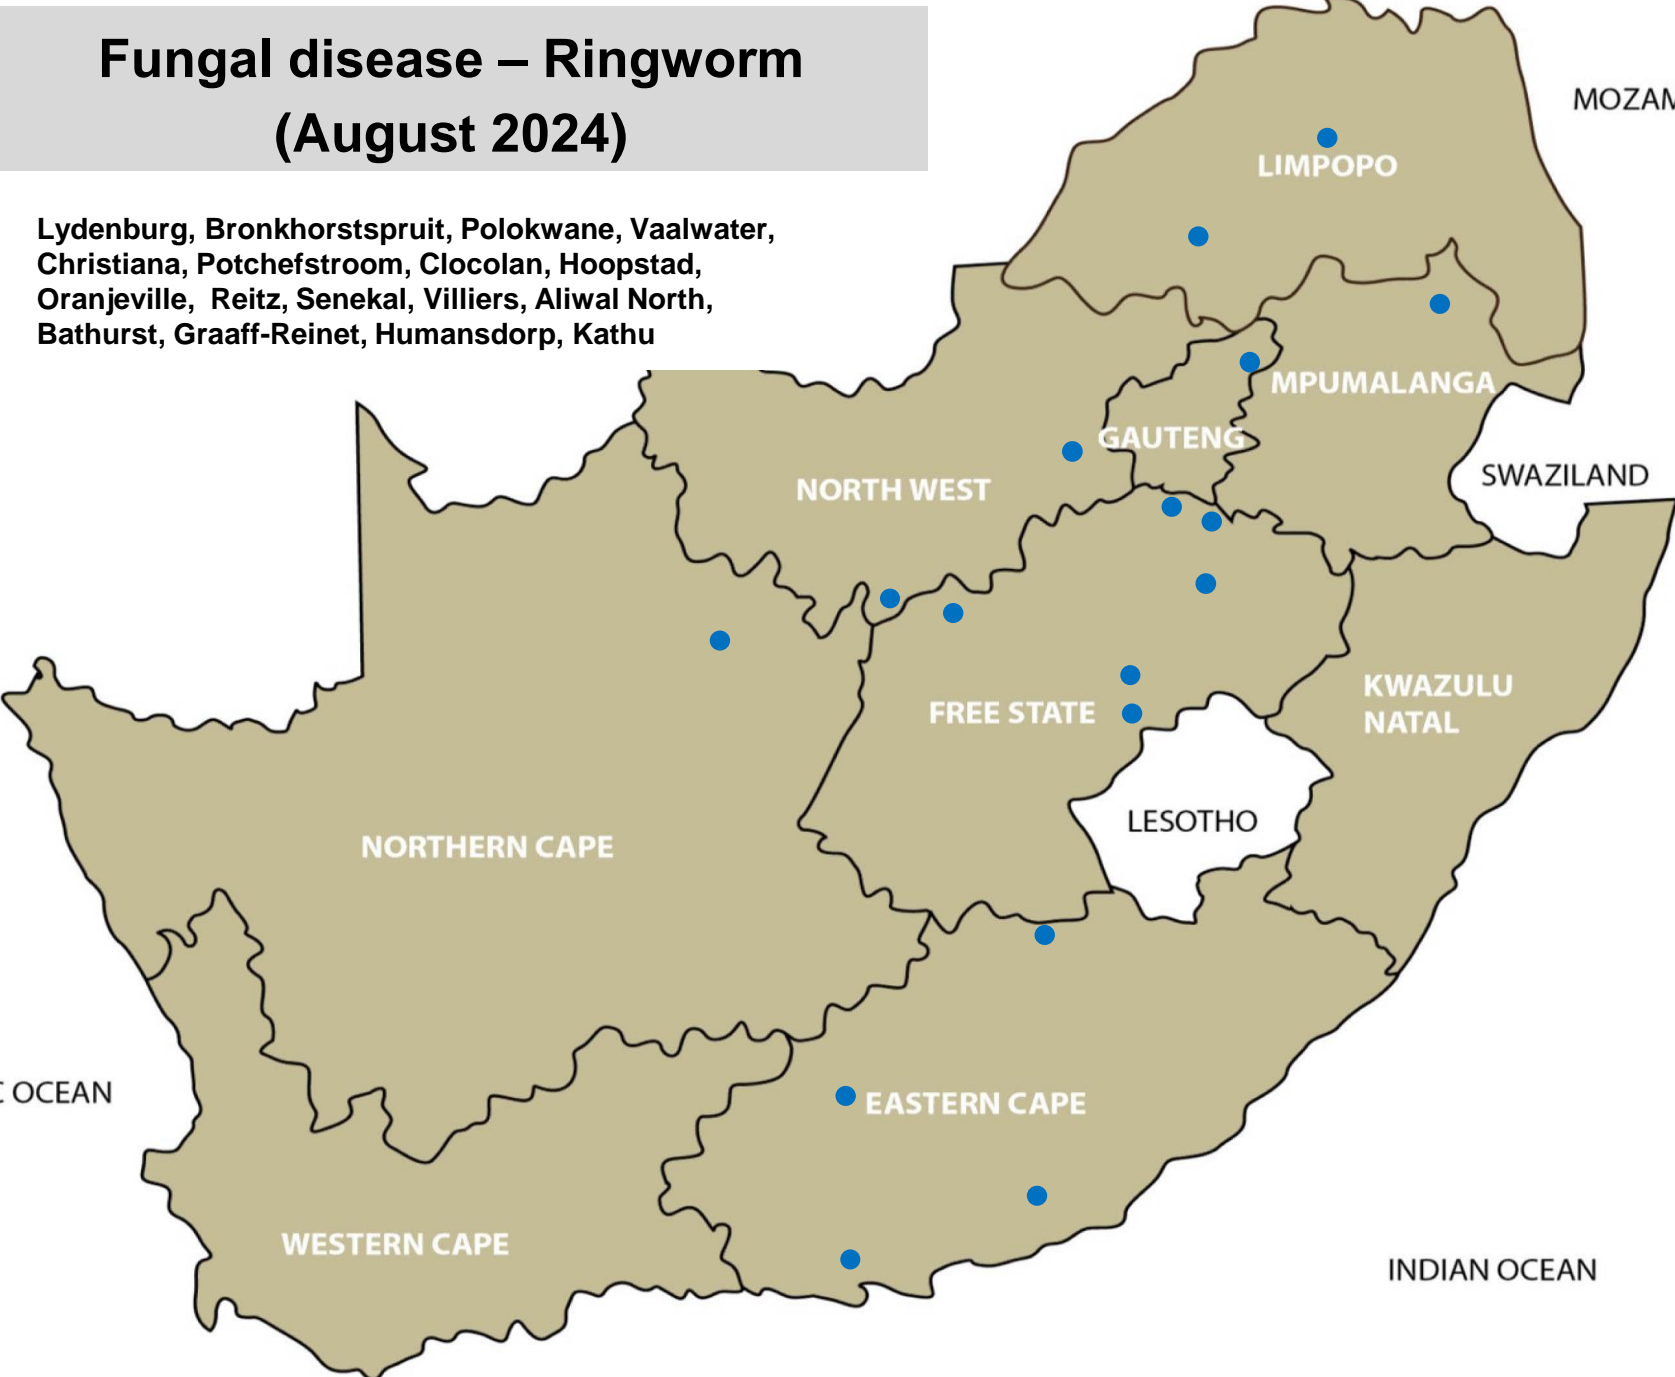 Fungal disease – Ringworm
(August 2024)
Lydenburg, Bronkhorstspruit, Polokwane, Vaalwater,
Christiana, Potchefstroom, Clocolan, Hoopstad,
Oranjeville, Reitz, Senekal, Villiers, Aliwal North,
Bathurst, Graaff-Reinet, Humansdorp, Kathu
MOZAM
LIMPOPO
MPUMALANGA
GAUTENG
SWAZILAND
NORTH WEST
KWAZULU
NATAL
FREE STATE
LESOTHO
NORTHERN CAPE
C OCEAN
EASTERN CAPE
WESTERN CAPE
INDIAN OCEAN